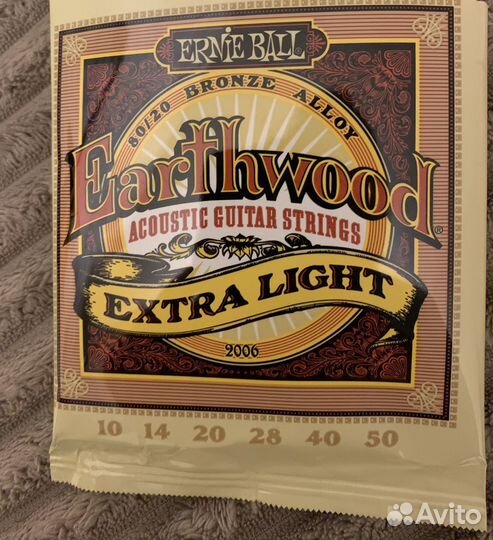 ERNIE BALL®
80/20 BRONZE ALLOY
Earthwood®
ACOUSTIC GUITAR STRINGS
EXTRA LIGHT
2006
10 14 20 28 40 50
Avito